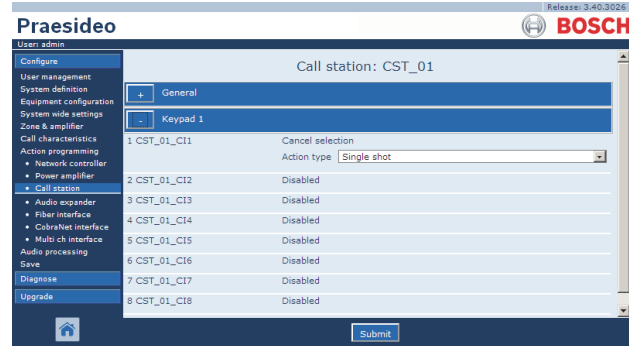 Release: 3.40.3026
Praesideo
BOSCH
User: admin
Configure
User management
System definition
Equipment configuration
System wide settings
Zone & amplifier
Call characteristics
Action programming
• Network controller
• Power amplifier
• Call station
• Audio expander
• Fiber interface
• CobraNet interface
• Multi ch interface
Audio processing
Save
Diagnose
Upgrade
Call station: CST_01
+ General
- Keypad 1
1 CST_01_CI1 Cancel selection
Action type Single shot
2 CST_01_CI2 Disabled
3 CST_01_CI3 Disabled
4 CST_01_CI4 Disabled
5 CST_01_CI5 Disabled
6 CST_01_CI6 Disabled
7 CST_01_CI7 Disabled
8 CST_01_CI8 Disabled
Submit